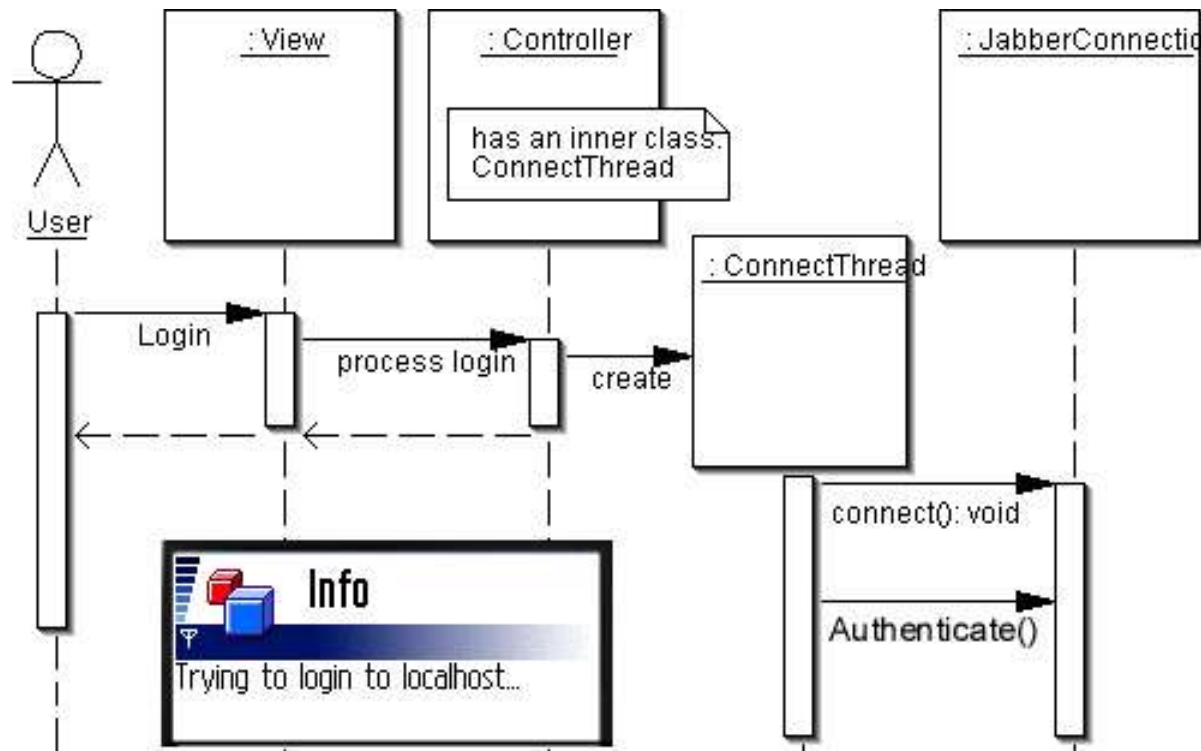 : View
: Controller
: JabberConnectio
has an inner class:
ConnectThread
User
: ConnectThread
Login
process login
create
connect(): void
Info
Authenticate()
Trying to login to localhost...